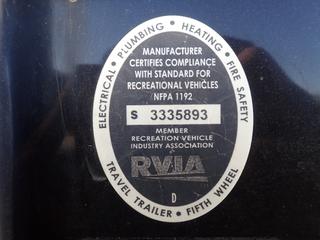 ELECTRICAL • PLUMBING • HEATING • FIRE SAFETY
MANUFACTURER
CERTIFIES COMPLIANCE
WITH STANDARD FOR
RECREATIONAL VEHICLES
NFPA 1192
S 3335893
MEMBER
RECREATION VEHICLE
INDUSTRY ASSOCIATION
RVIA
D
TRAVEL TRAILER • FIFTH WHEEL